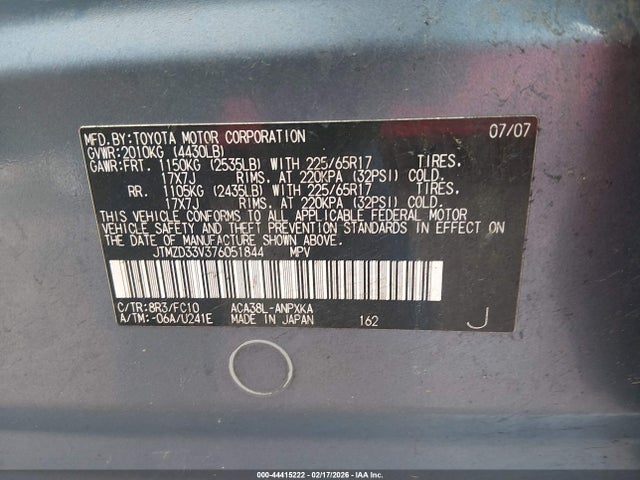 MFD.BY:TOYOTA MOTOR CORPORATION 07/07
GVWR:2010KG (4430LB)
GAWR:FRT. 1150KG (2535LB) WITH 225/65R17 TIRES,
17X7J RIMS, AT 220KPA (32PSI) COLD.
RR. 1105KG (2435LB) WITH 225/65R17 TIRES,
17X7J RIMS, AT 220KPA (32PSI) COLD.
THIS VEHICLE CONFORMS TO ALL APPLICABLE FEDERAL MOTOR
VEHICLE SAFETY AND THEFT PREVENTION STANDARDS IN EFFECT ON
THE DATE OF MANUFACTURE SHOWN ABOVE.
JTMZD33V376051844 MPV
C/TR:8R3/FC10 ACA38L-ANPXKA
A/TM:-06A/U241E MADE IN JAPAN 162 J
000-44415222 - 02/17/2026 - IAA Inc.